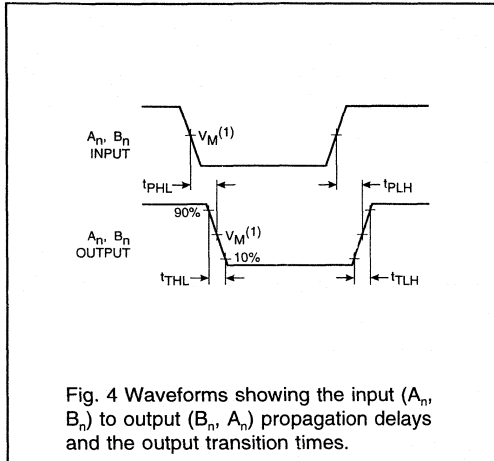 Aₙ, Bₙ
INPUT
V_M(1)
t_PHL
t_PLH
90%
Aₙ, Bₙ
OUTPUT
V_M(1)
10%
t_THL
t_TLH
Fig. 4 Waveforms showing the input (Aₙ,
Bₙ) to output (Bₙ, Aₙ) propagation delays
and the output transition times.